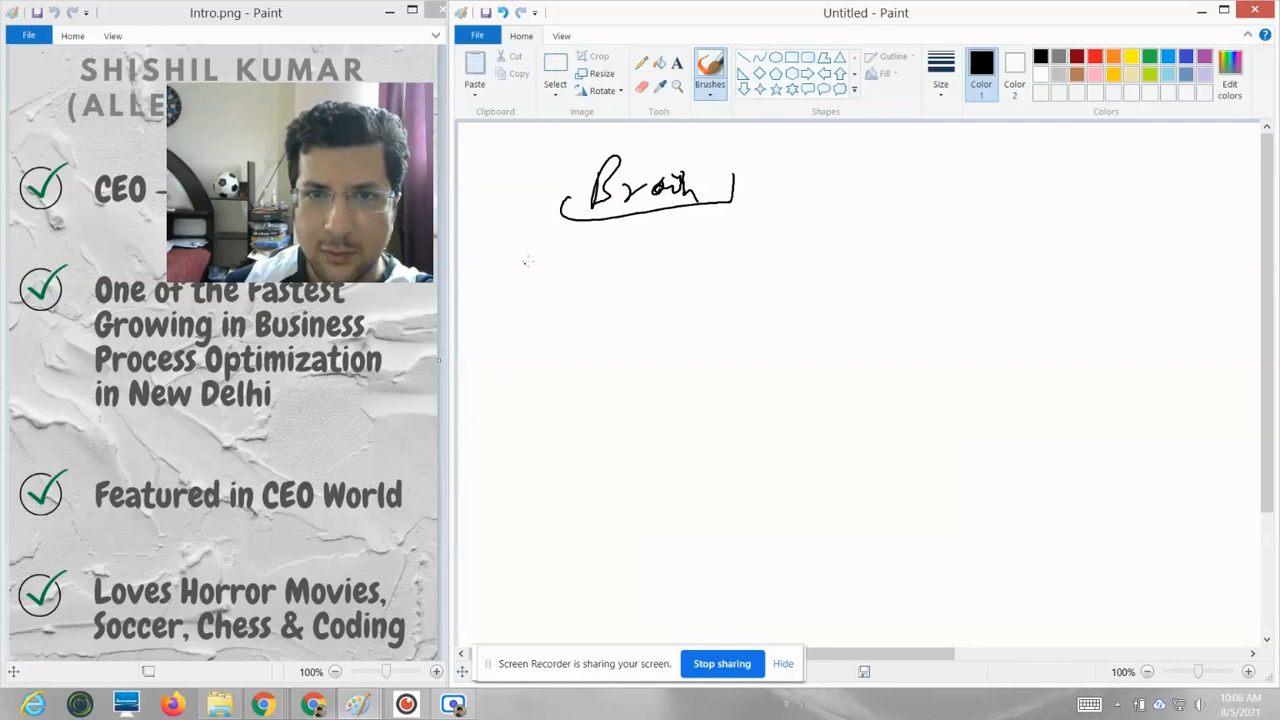 Intro.png - Paint
File Home View
SHISHIL KUMAR
(ALLE
CEO -
One of the Fastest
Growing in Business
Process Optimization
in New Delhi
Featured in CEO World
Loves Horror Movies,
Soccer, Chess & Coding
100%
Untitled - Paint
File Home View
Paste
Cut
Copy
Clipboard
Select
Crop
Resize
Rotate
Image
Tools
Brushes
Outline
Fill
Shapes
Size
Color
1
Color
2
Edit
colors
Colors
Brain
Screen Recorder is sharing your screen. Stop sharing Hide
100%
10:08 AM
8/5/2021